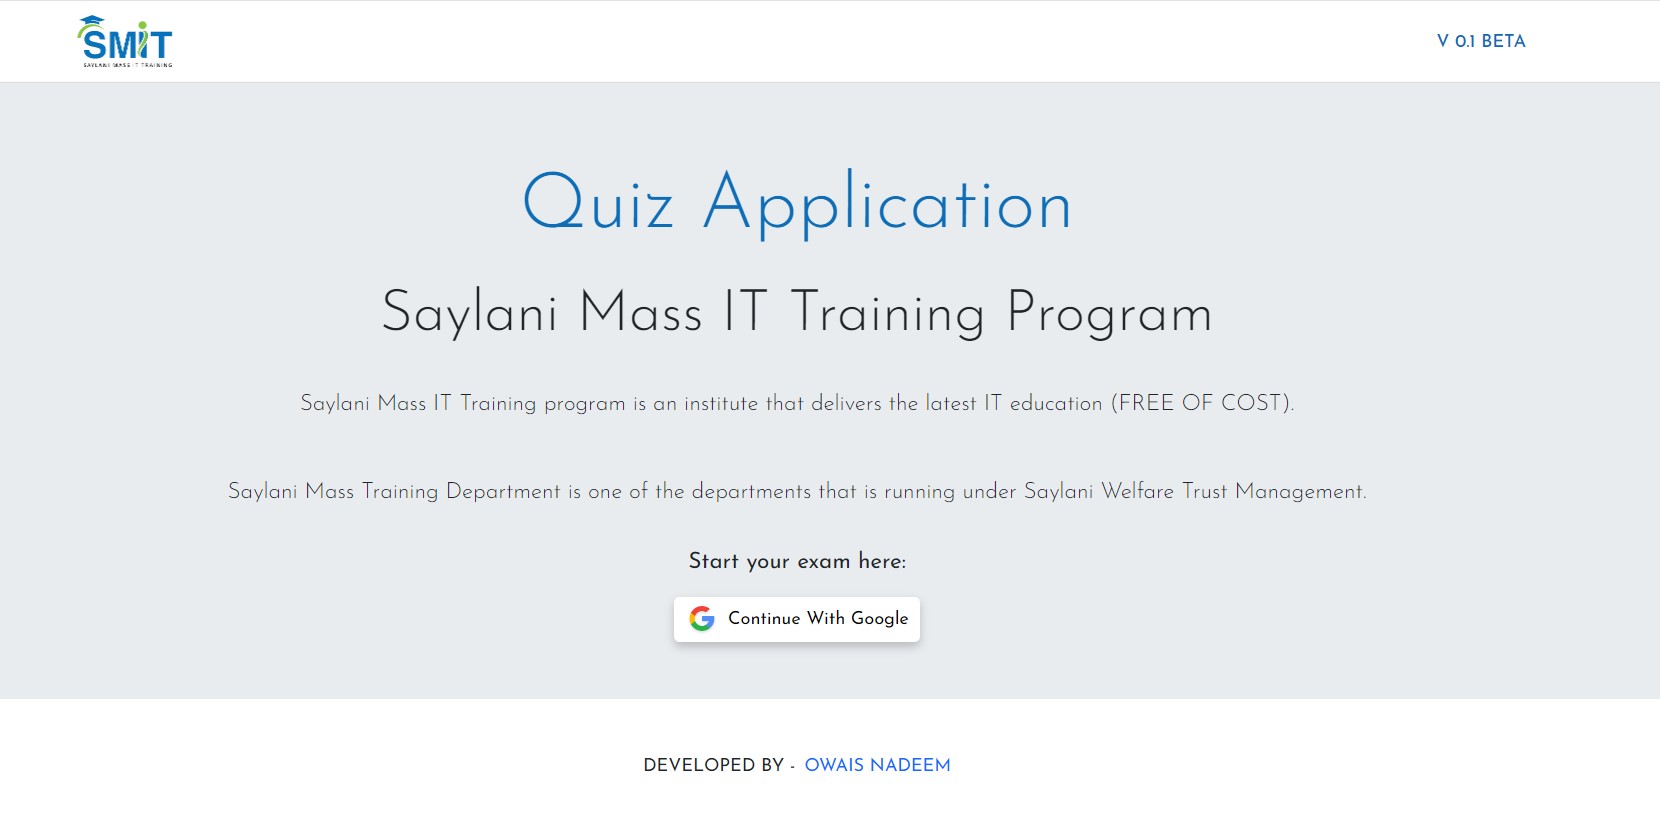 SMiT
SAYLANI MASS IT TRAINING
V 0.1 BETA
Quiz Application
Saylani Mass IT Training Program
Saylani Mass IT Training program is an institute that delivers the latest IT education (FREE OF COST).
Saylani Mass Training Department is one of the departments that is running under Saylani Welfare Trust Management.
Start your exam here:
Continue With Google
DEVELOPED BY - OWAIS NADEEM